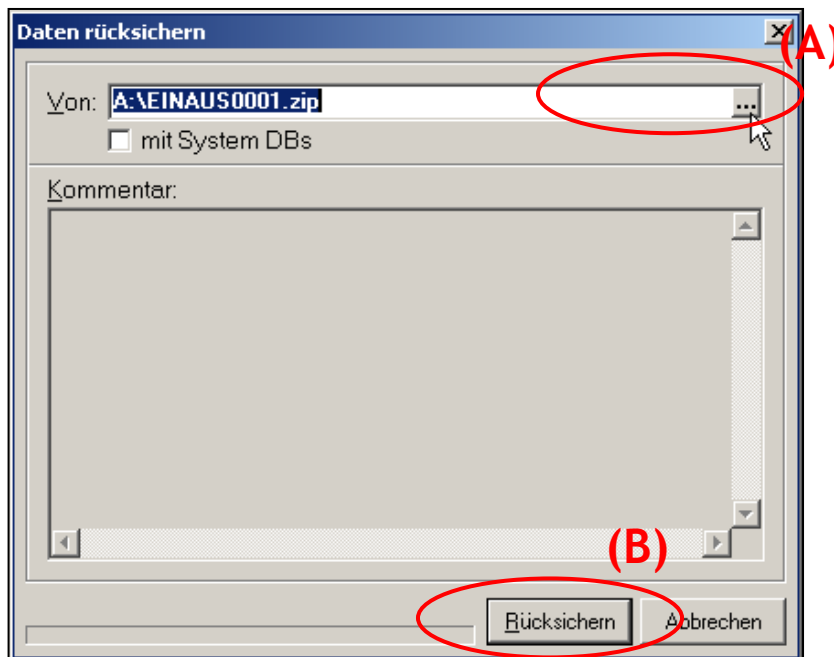 Daten rücksichern
(A)
Von: A:\EINAUS0001.zip ...
mit System DBs
Kommentar:
(B)
Rücksichern Abbrechen